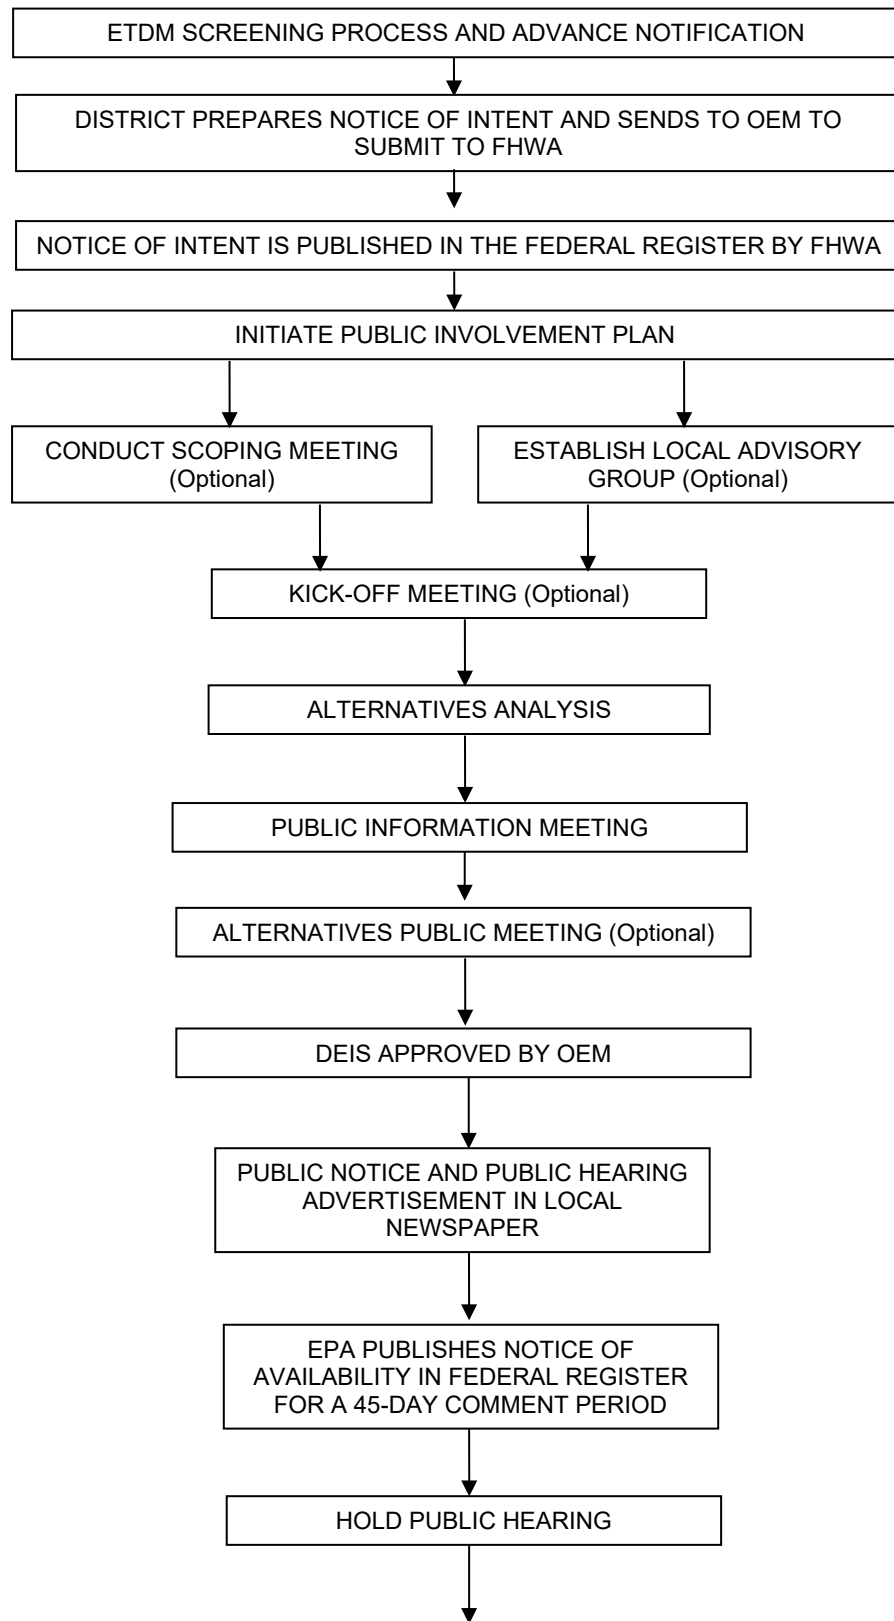 ETDM SCREENING PROCESS AND ADVANCE NOTIFICATION
DISTRICT PREPARES NOTICE OF INTENT AND SENDS TO OEM TO
SUBMIT TO FHWA
NOTICE OF INTENT IS PUBLISHED IN THE FEDERAL REGISTER BY FHWA
INITIATE PUBLIC INVOLVEMENT PLAN
CONDUCT SCOPING MEETING
(Optional)
ESTABLISH LOCAL ADVISORY
GROUP (Optional)
KICK-OFF MEETING (Optional)
ALTERNATIVES ANALYSIS
PUBLIC INFORMATION MEETING
ALTERNATIVES PUBLIC MEETING (Optional)
DEIS APPROVED BY OEM
PUBLIC NOTICE AND PUBLIC HEARING
ADVERTISEMENT IN LOCAL
NEWSPAPER
EPA PUBLISHES NOTICE OF
AVAILABILITY IN FEDERAL REGISTER
FOR A 45-DAY COMMENT PERIOD
HOLD PUBLIC HEARING